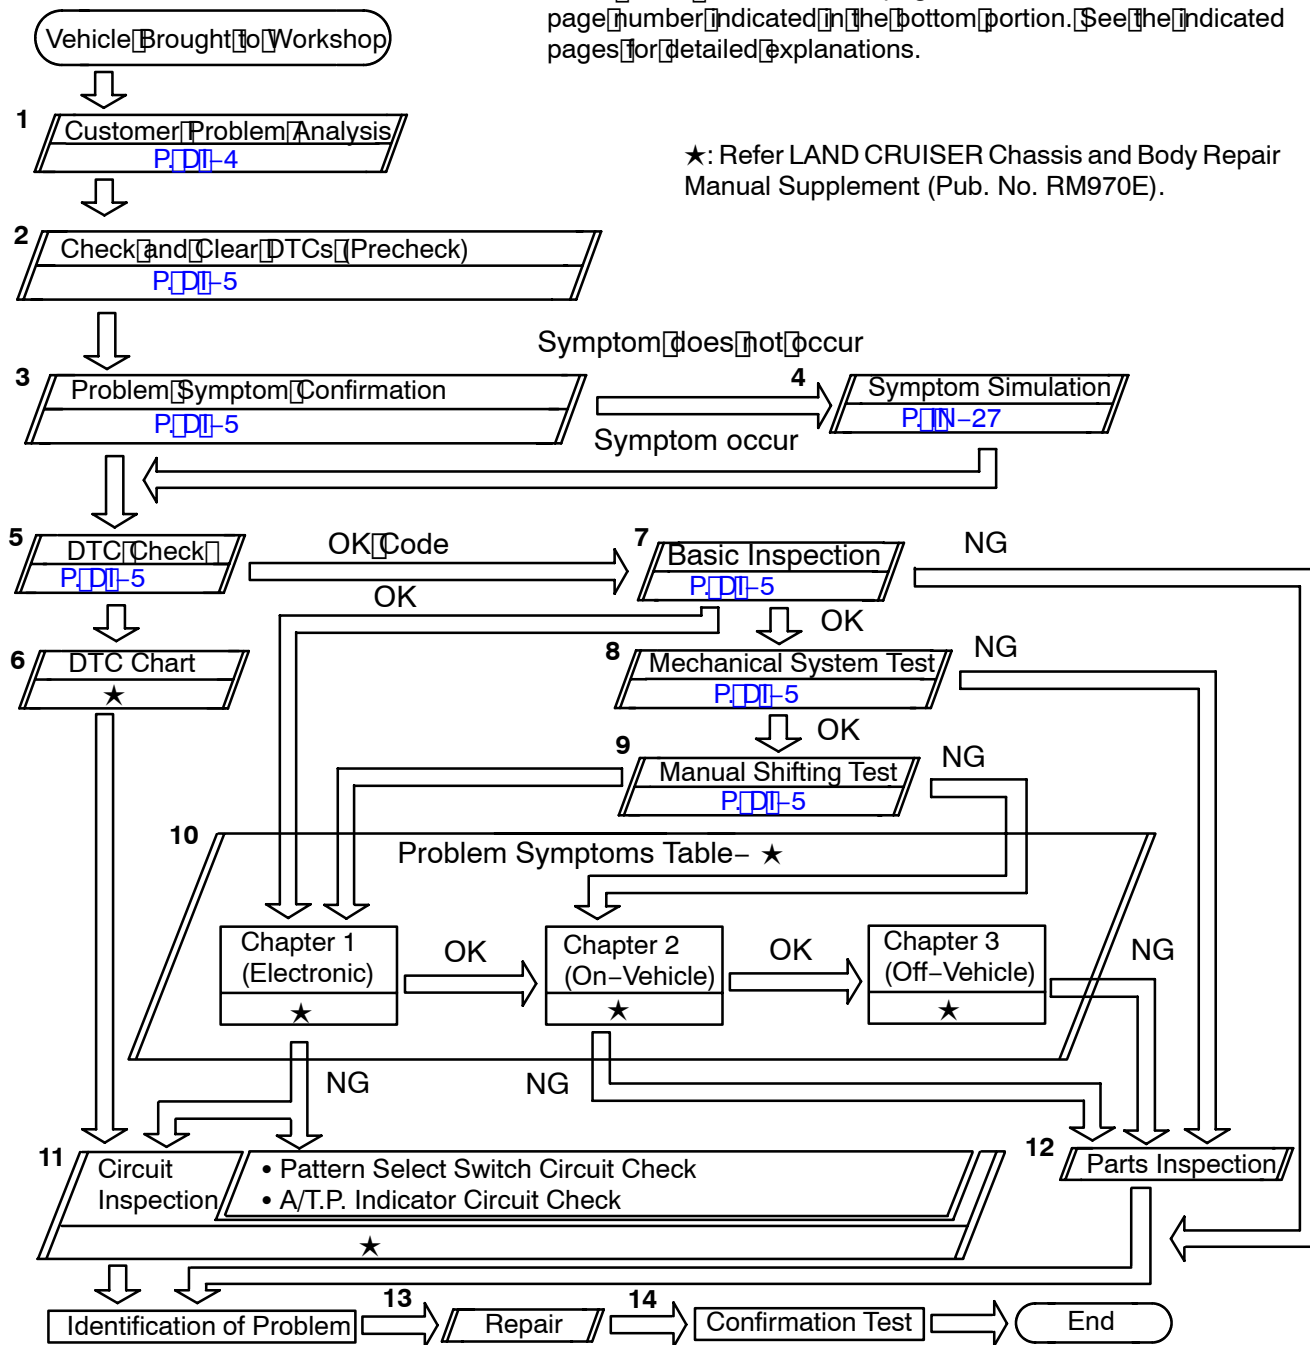 page number indicated in the bottom portion. See the indicated
pages for detailed explanations.
Vehicle Brought to Workshop
★: Refer LAND CRUISER Chassis and Body Repair
Manual Supplement (Pub. No. RM970E).
1
Customer Problem Analysis
P. DI–4
2
Check and Clear DTCs (Precheck)
P. DI–5
Symptom does not occur
3
Problem Symptom Confirmation
P. DI–5
4
Symptom Simulation
P. IN–27
Symptom occur
5
DTC Check
P. DI–5
OK Code
7
Basic Inspection
P. DI–5
NG
OK
OK
6
DTC Chart
★
8
Mechanical System Test
P. DI–5
NG
OK
9
Manual Shifting Test
P. DI–5
NG
10
Problem Symptoms Table– ★
Chapter 1
(Electronic)
★
OK
Chapter 2
(On–Vehicle)
★
OK
Chapter 3
(Off–Vehicle)
★
NG
NG
NG
11
Circuit
Inspection
• Pattern Select Switch Circuit Check
• A/T.P. Indicator Circuit Check
★
12
Parts Inspection
Identification of Problem
13
Repair
14
Confirmation Test
End